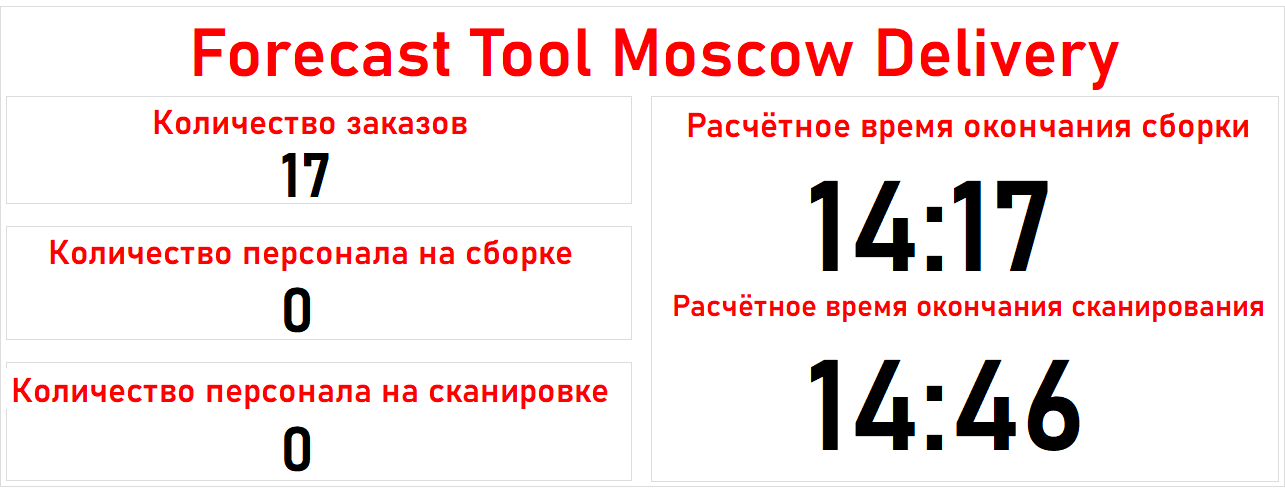 Forecast Tool Moscow Delivery
Количество заказов
17
Количество персонала на сборке
0
Количество персонала на сканировке
0
Расчётное время окончания сборки
14:17
Расчётное время окончания сканирования
14:46